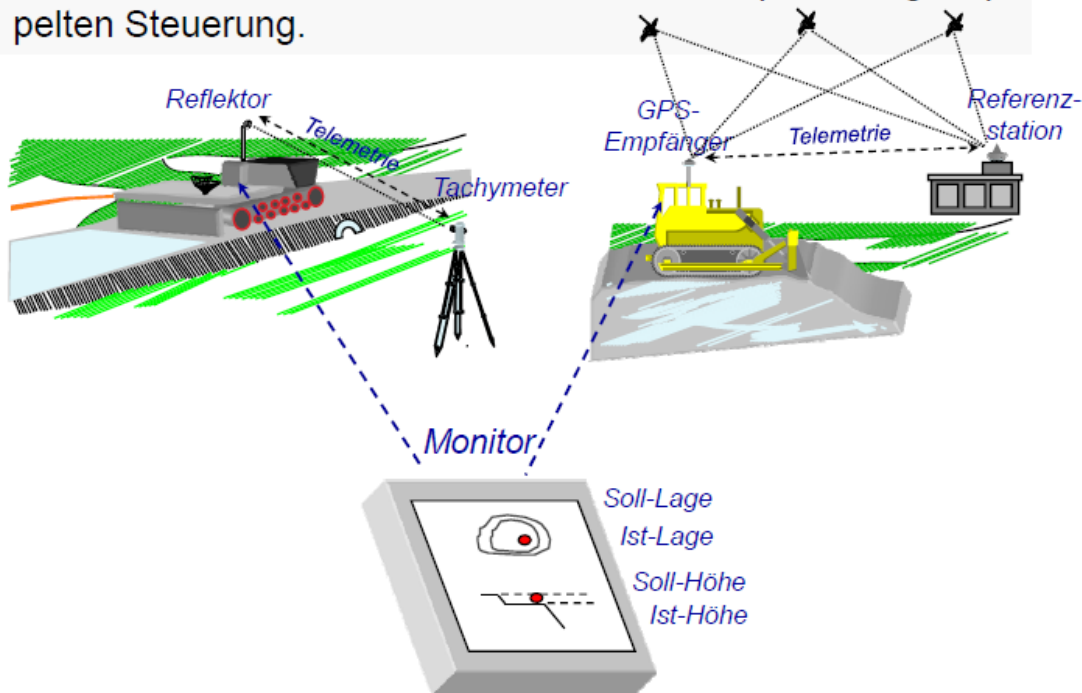 pelten Steuerung.
Reflektor
Telemetrie
Tachymeter
GPS-
Empfänger
Telemetrie
Referenz-
station
Monitor
Soll-Lage
Ist-Lage
Soll-Höhe
Ist-Höhe